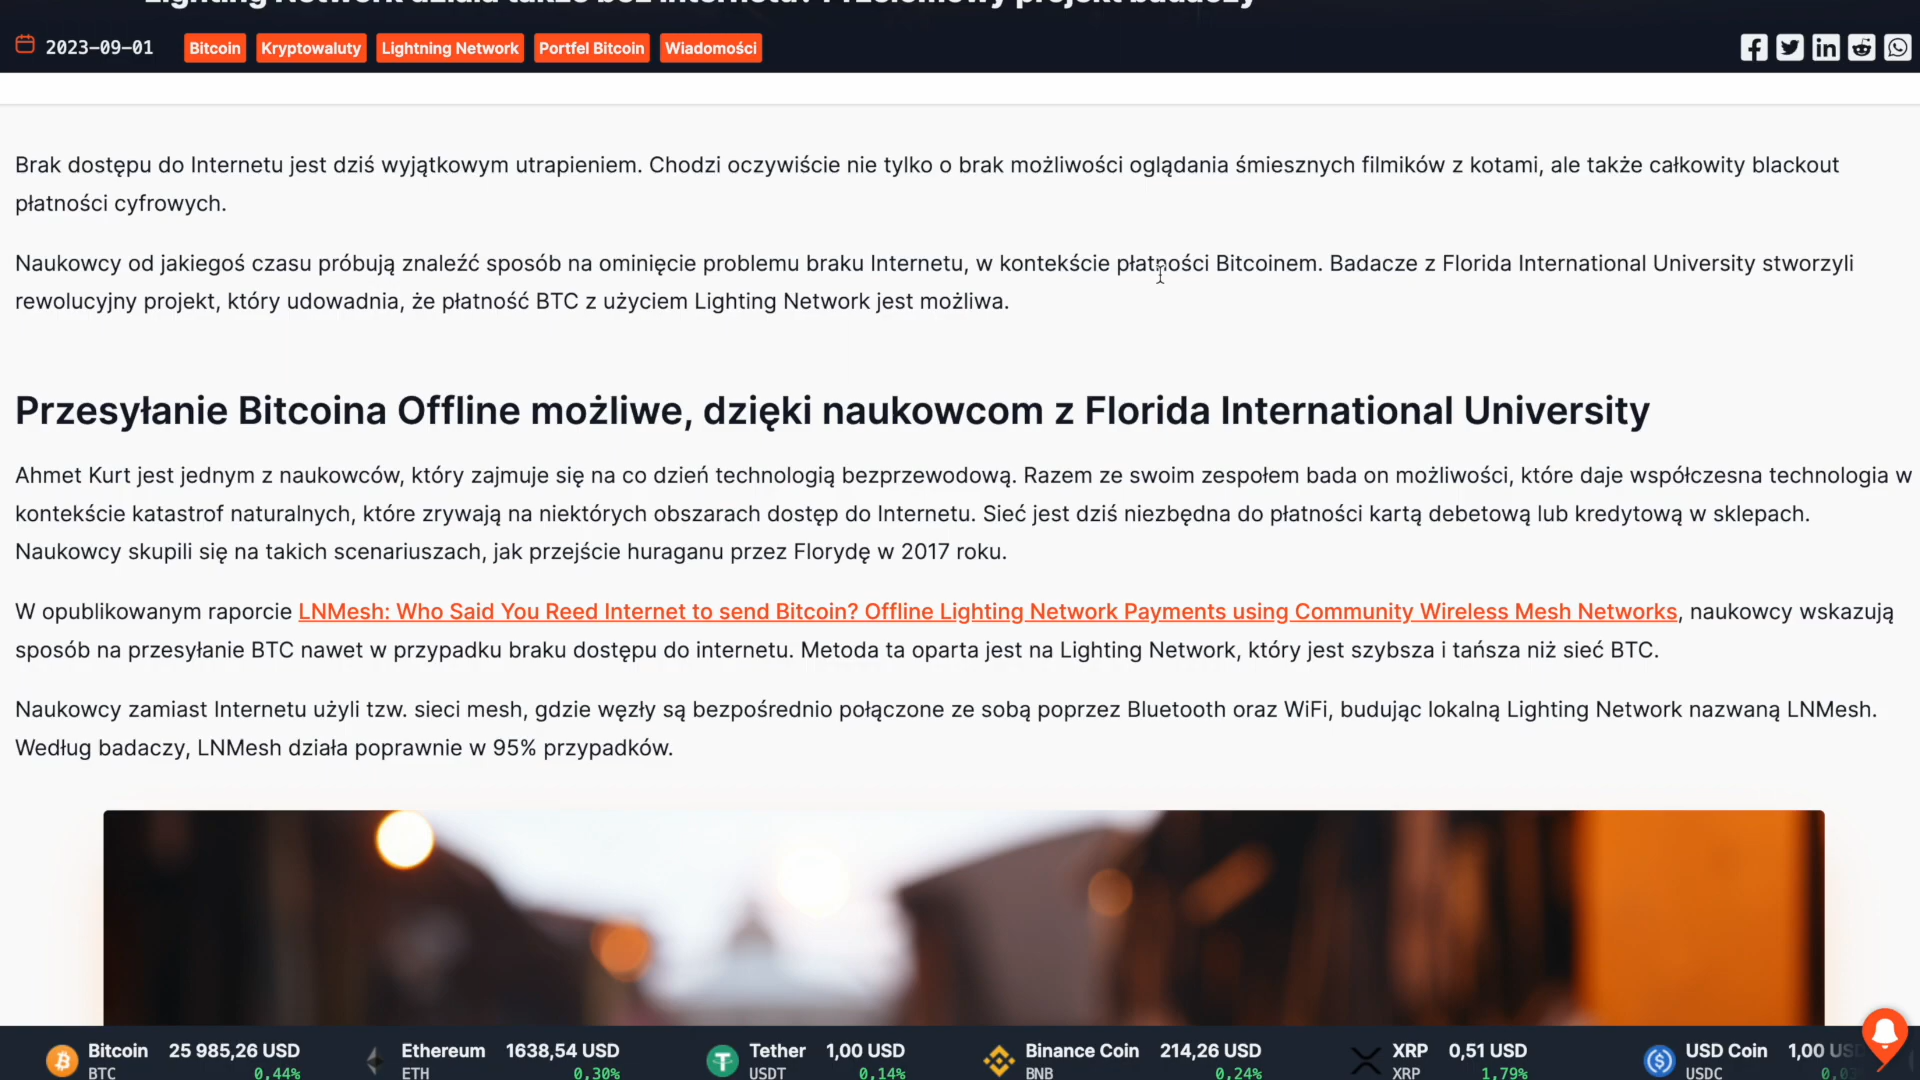 Lighting Network działa także bez internetu? Przełomowy projekt badaczy
2023-09-01 Bitcoin Kryptowaluty Lightning Network Portfel Bitcoin Wiadomości
Brak dostępu do Internetu jest dziś wyjątkowym utrapieniem. Chodzi oczywiście nie tylko o brak możliwości oglądania śmiesznych filmików z kotami, ale także całkowity blackout
płatności cyfrowych.
Naukowcy od jakiegoś czasu próbują znaleźć sposób na ominięcie problemu braku Internetu, w kontekście płatności Bitcoinem. Badacze z Florida International University stworzyli
rewolucyjny projekt, który udowadnia, że płatność BTC z użyciem Lighting Network jest możliwa.
Przesyłanie Bitcoina Offline możliwe, dzięki naukowcom z Florida International University
Ahmet Kurt jest jednym z naukowców, który zajmuje się na co dzień technologią bezprzewodową. Razem ze swoim zespołem bada on możliwości, które daje współczesna technologia w
kontekście katastrof naturalnych, które zrywają na niektórych obszarach dostęp do Internetu. Sieć jest dziś niezbędna do płatności kartą debetową lub kredytową w sklepach.
Naukowcy skupili się na takich scenariuszach, jak przejście huraganu przez Florydę w 2017 roku.
W opublikowanym raporcie LNMesh: Who Said You Reed Internet to send Bitcoin? Offline Lighting Network Payments using Community Wireless Mesh Networks, naukowcy wskazują
sposób na przesyłanie BTC nawet w przypadku braku dostępu do internetu. Metoda ta oparta jest na Lighting Network, który jest szybsza i tańsza niż sieć BTC.
Naukowcy zamiast Internetu użyli tzw. sieci mesh, gdzie węzły są bezpośrednio połączone ze sobą poprzez Bluetooth oraz WiFi, budując lokalną Lighting Network nazwaną LNMesh.
Według badaczy, LNMesh działa poprawnie w 95% przypadków.
Bitcoin 25 985,26 USD Ethereum 1638,54 USD Tether 1,00 USD Binance Coin 214,26 USD XRP 0,51 USD USD Coin 1,00 USD
BTC 0,44% ETH 0,30% USDT 0,14% BNB 0,24% XRP 1,79% USDC